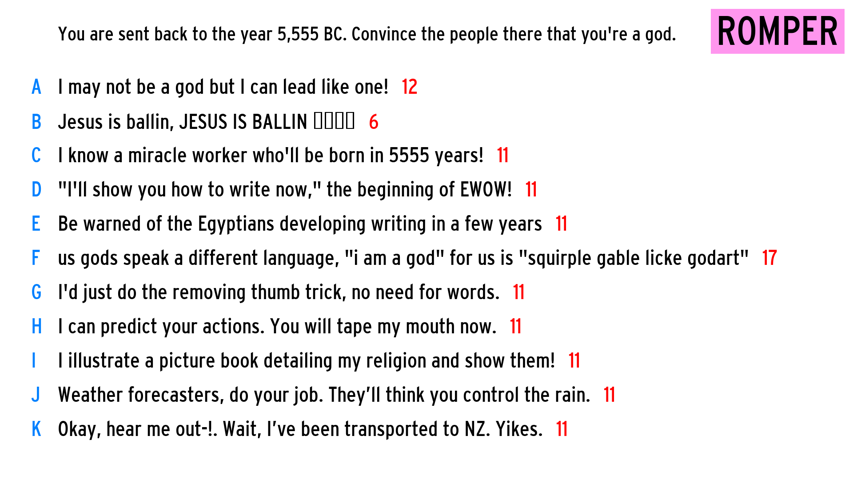 You are sent back to the year 5,555 BC. Convince the people there that you're a god.
ROMPER
A I may not be a god but I can lead like one! 12
B Jesus is ballin, JESUS IS BALLIN 6
C I know a miracle worker who'll be born in 5555 years! 11
D "I'll show you how to write now," the beginning of EWOW! 11
E Be warned of the Egyptians developing writing in a few years 11
F us gods speak a different language, "i am a god" for us is "squirple gable licke godart" 17
G I'd just do the removing thumb trick, no need for words. 11
H I can predict your actions. You will tape my mouth now. 11
I I illustrate a picture book detailing my religion and show them! 11
J Weather forecasters, do your job. They’ll think you control the rain. 11
K Okay, hear me out-!. Wait, I’ve been transported to NZ. Yikes. 11